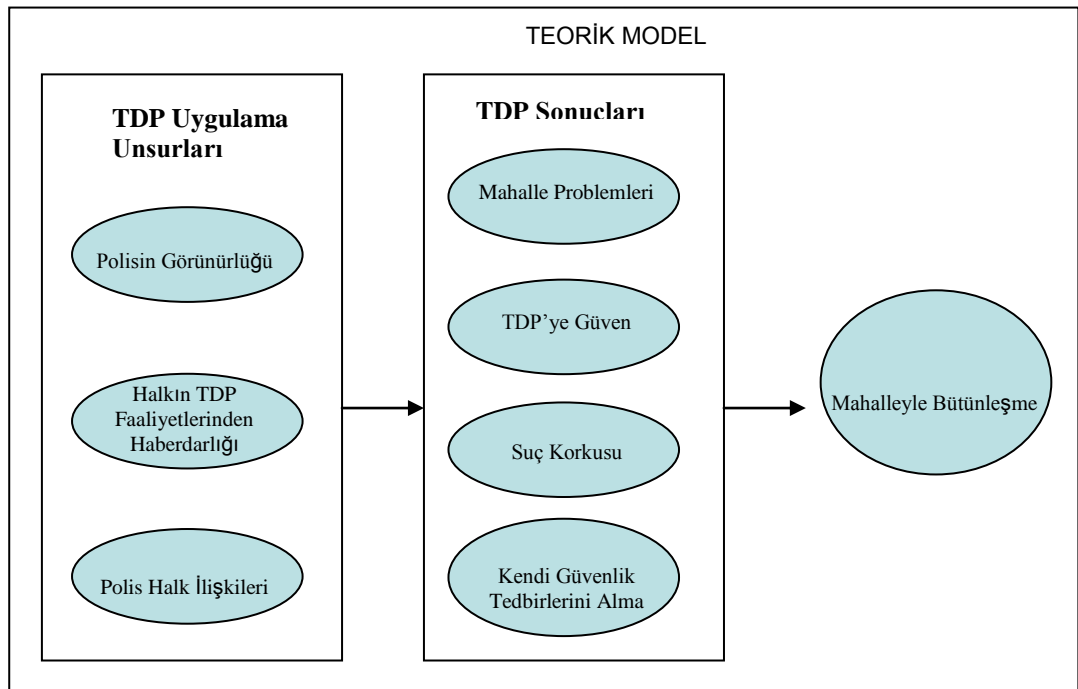 TEORİK MODEL
TDP Uygulama
Unsurları
Polisin Görünürlüğü
Halkın TDP
Faaliyetlerinden
Haberdarlığı
Polis Halk İlişkileri
TDP Sonuçları
Mahalle Problemleri
TDP’ye Güven
Suç Korkusu
Kendi Güvenlik
Tedbirlerini Alma
Mahalleyle Bütünleşme